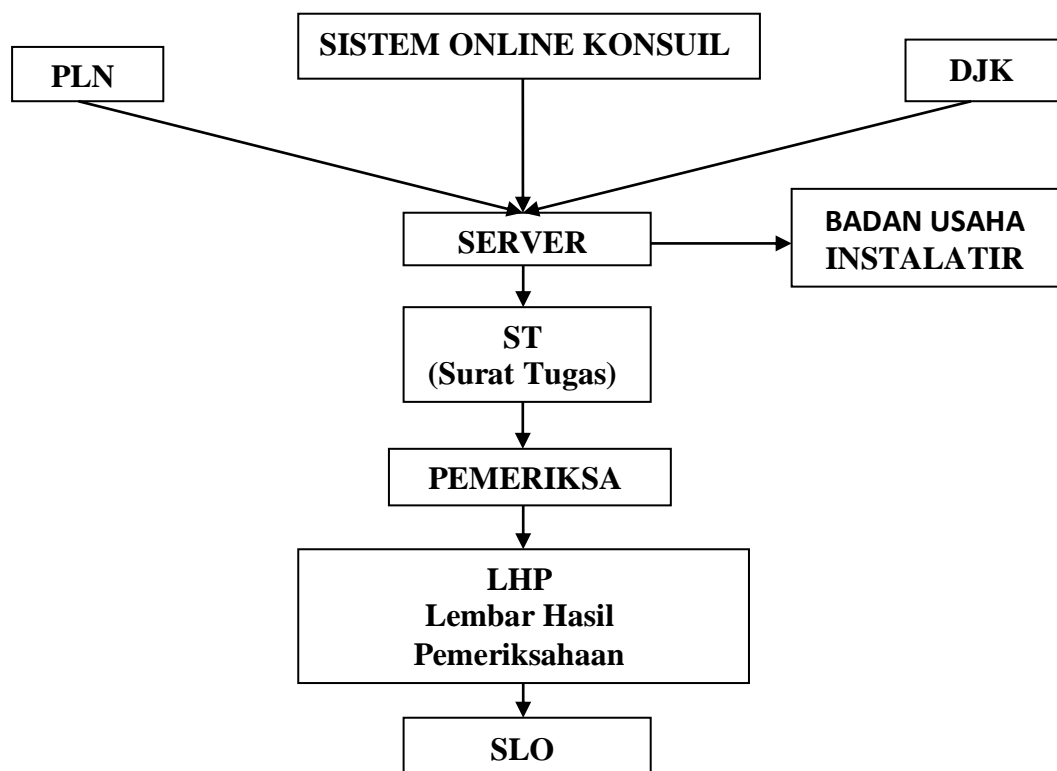 SISTEM ONLINE KONSUIL
PLN
DJK
SERVER
BADAN USAHA
INSTALATIR
ST
(Surat Tugas)
PEMERIKSA
LHP
Lembar Hasil
Pemeriksahaan
SLO